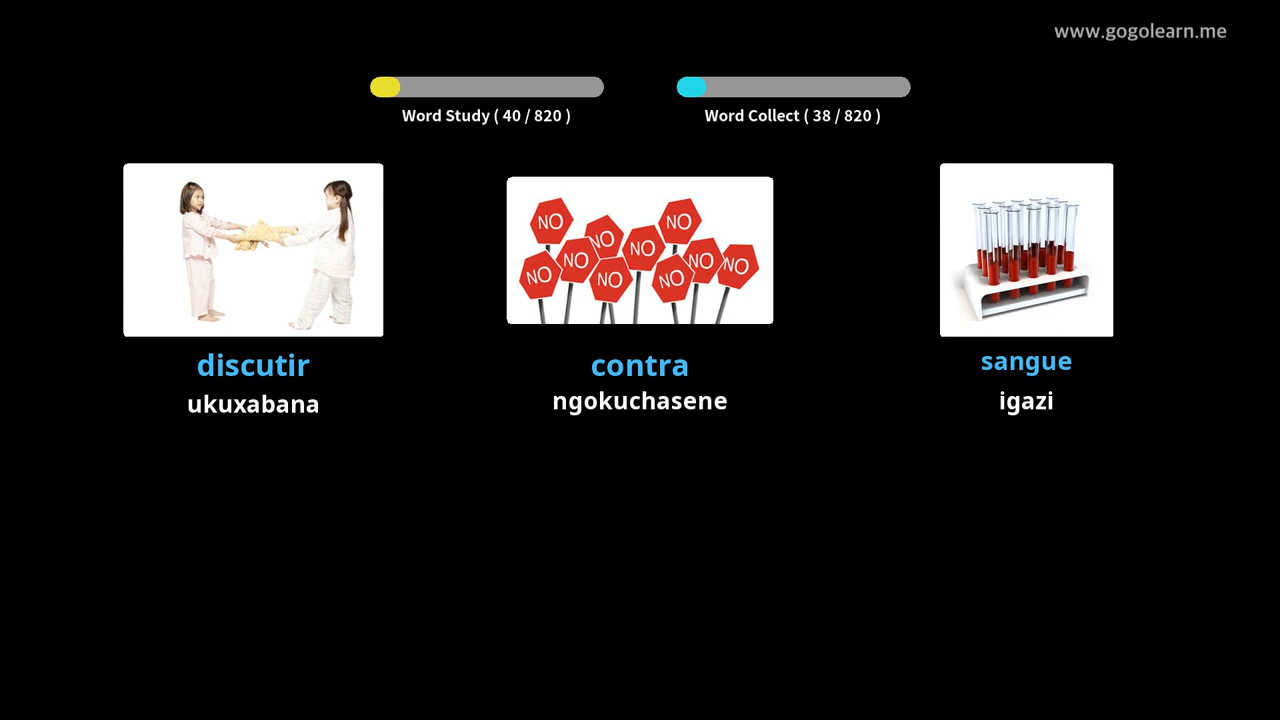 www.gogolearn.me
Word Study ( 40 / 820 )
Word Collect ( 38 / 820 )
NO
NO
NO
NO
NO
NO
NO
NO
NO
NO
discutir
contra
sangue
ukuxabana
ngokuchasene
igazi